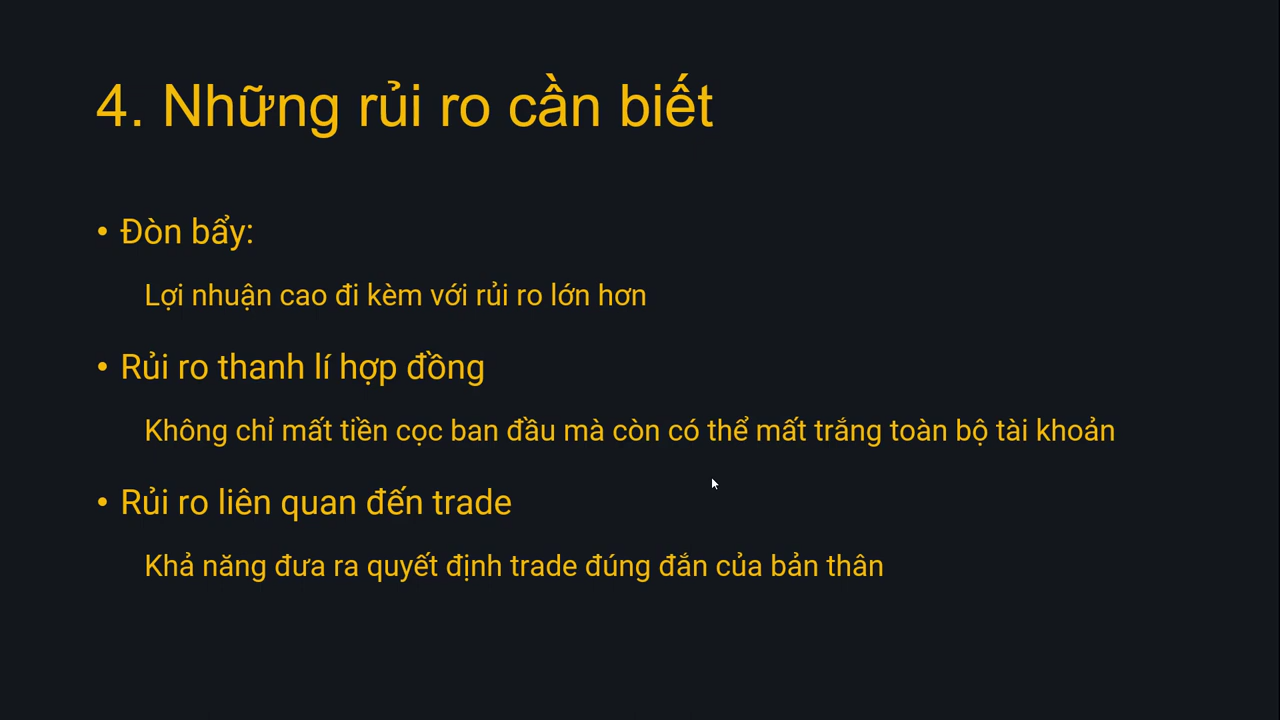 4. Những rủi ro cần biết
• Đòn bẩy:
Lợi nhuận cao đi kèm với rủi ro lớn hơn
• Rủi ro thanh lí hợp đồng
Không chỉ mất tiền cọc ban đầu mà còn có thể mất trắng toàn bộ tài khoản
• Rủi ro liên quan đến trade
Khả năng đưa ra quyết định trade đúng đắn của bản thân